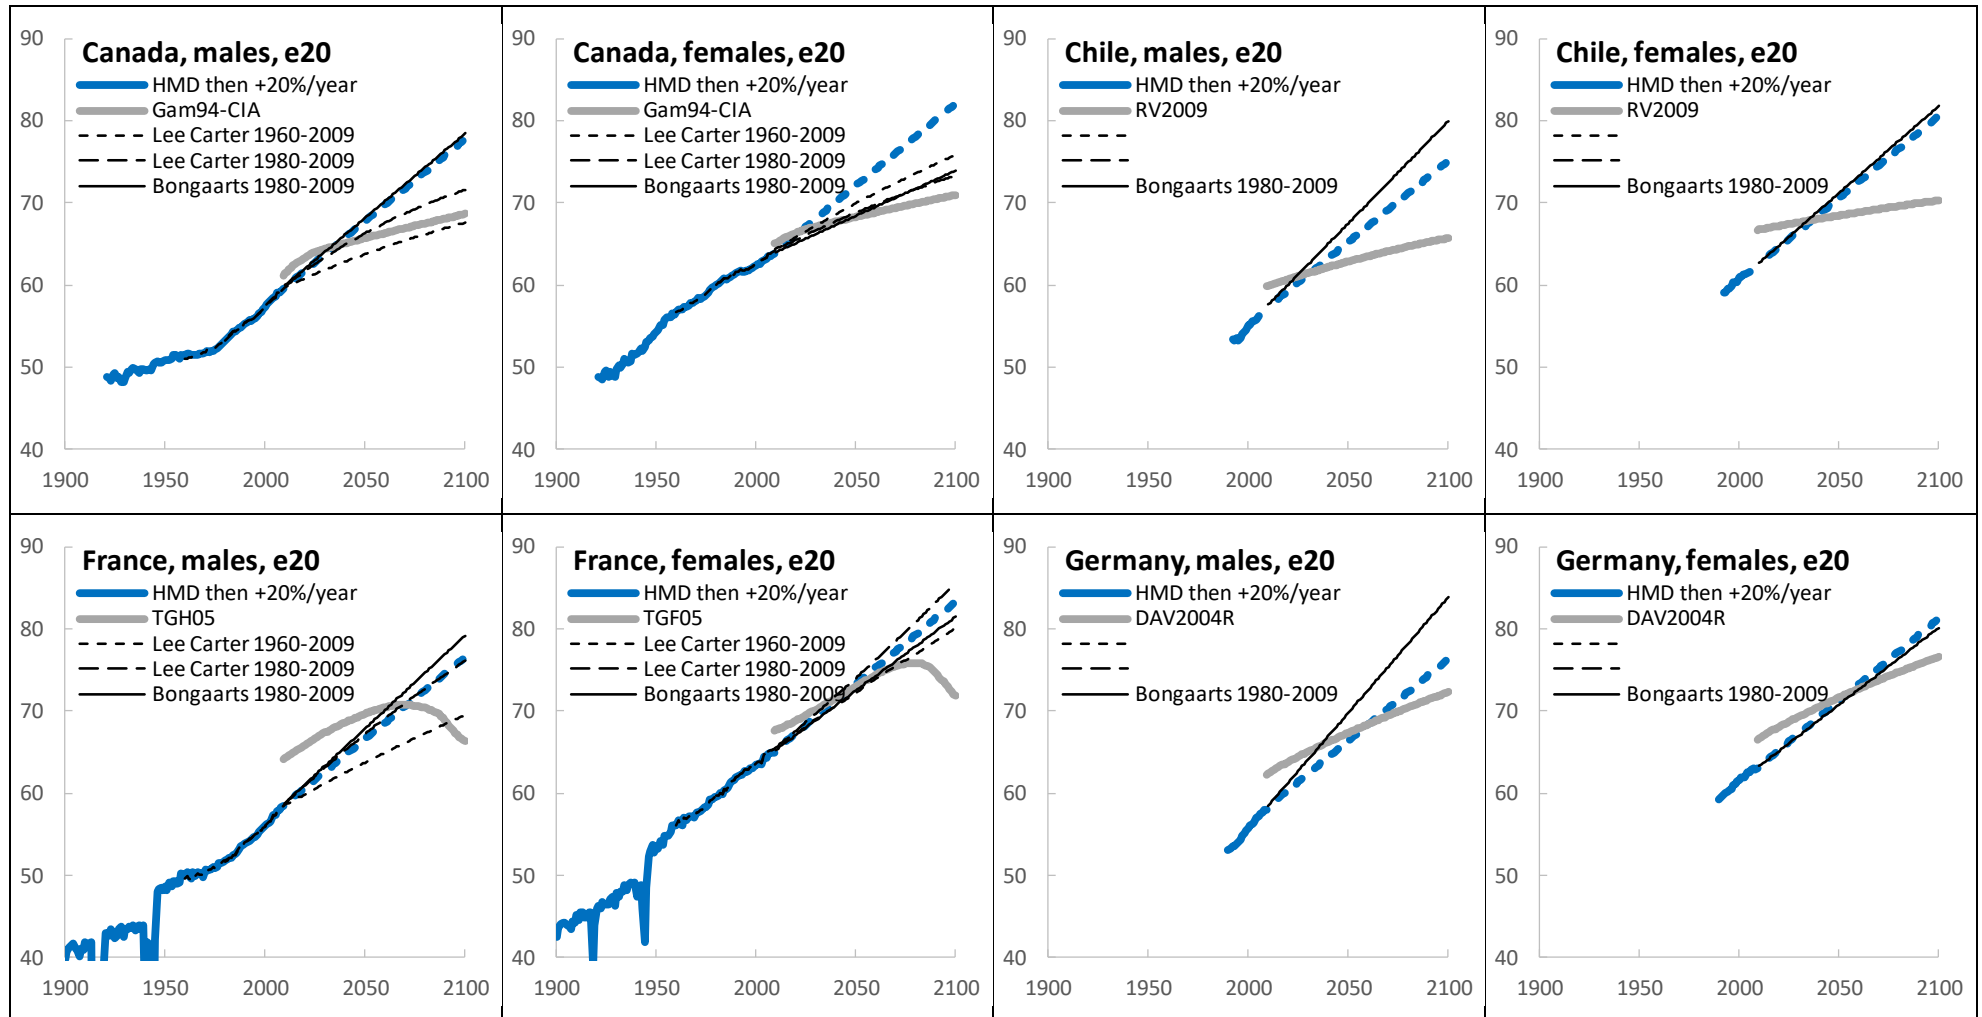 Canada, males, e20
HMD then +20%/year
Gam94-CIA
Lee Carter 1960-2009
Lee Carter 1980-2009
Bongaarts 1980-2009
90
80
70
60
50
40
1900 1950 2000 2050 2100
Canada, females, e20
HMD then +20%/year
Gam94-CIA
Lee Carter 1960-2009
Lee Carter 1980-2009
Bongaarts 1980-2009
90
80
70
60
50
40
1900 1950 2000 2050 2100
Chile, males, e20
HMD then +20%/year
RV2009
Bongaarts 1980-2009
90
80
70
60
50
40
1900 1950 2000 2050 2100
Chile, females, e20
HMD then +20%/year
RV2009
Bongaarts 1980-2009
90
80
70
60
50
40
1900 1950 2000 2050 2100
France, males, e20
HMD then +20%/year
TGH05
Lee Carter 1960-2009
Lee Carter 1980-2009
Bongaarts 1980-2009
90
80
70
60
50
40
1900 1950 2000 2050 2100
France, females, e20
HMD then +20%/year
TGF05
Lee Carter 1960-2009
Lee Carter 1980-2009
Bongaarts 1980-2009
90
80
70
60
50
40
1900 1950 2000 2050 2100
Germany, males, e20
HMD then +20%/year
DAV2004R
Bongaarts 1980-2009
90
80
70
60
50
40
1900 1950 2000 2050 2100
Germany, females, e20
HMD then +20%/year
DAV2004R
Bongaarts 1980-2009
90
80
70
60
50
40
1900 1950 2000 2050 2100